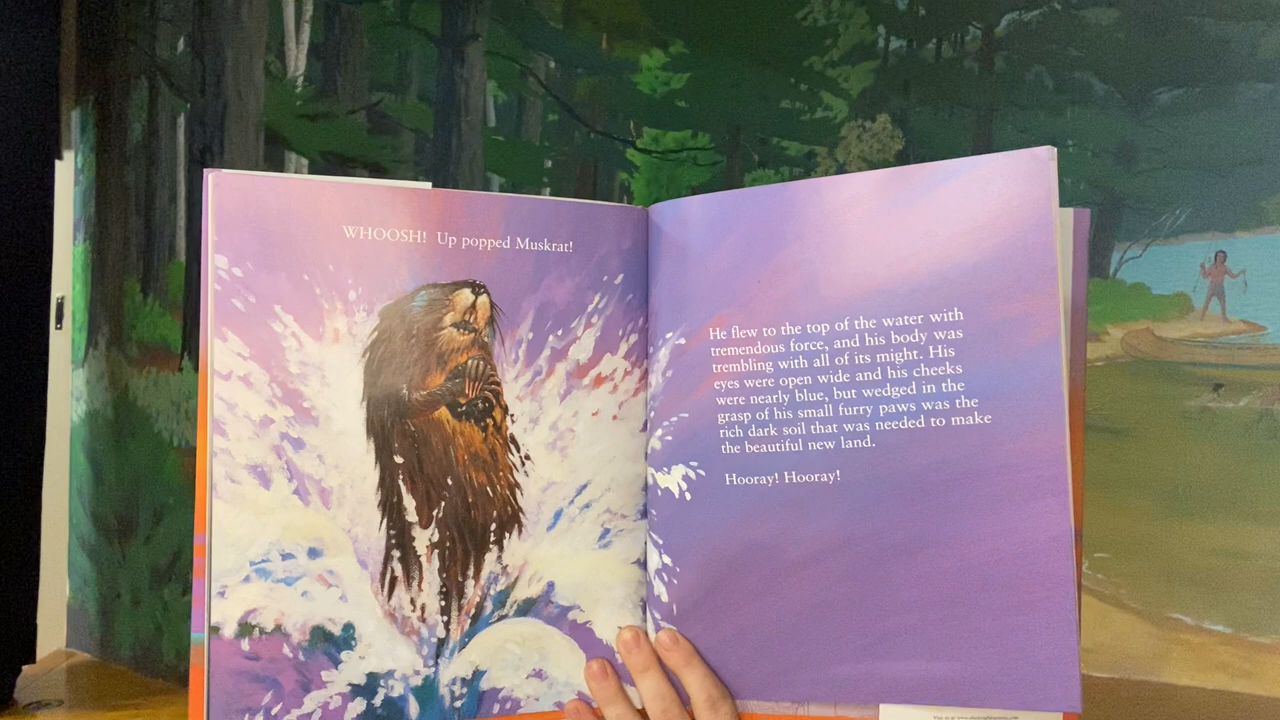 WHOOSH! Up popped Muskrat!
He flew to the top of the water with
tremendous force, and his body was
trembling with all of its might. His
eyes were open wide and his cheeks
were nearly blue, but wedged in the
grasp of his small furry paws was the
rich dark soil that was needed to make
the beautiful new land.
Hooray! Hooray!